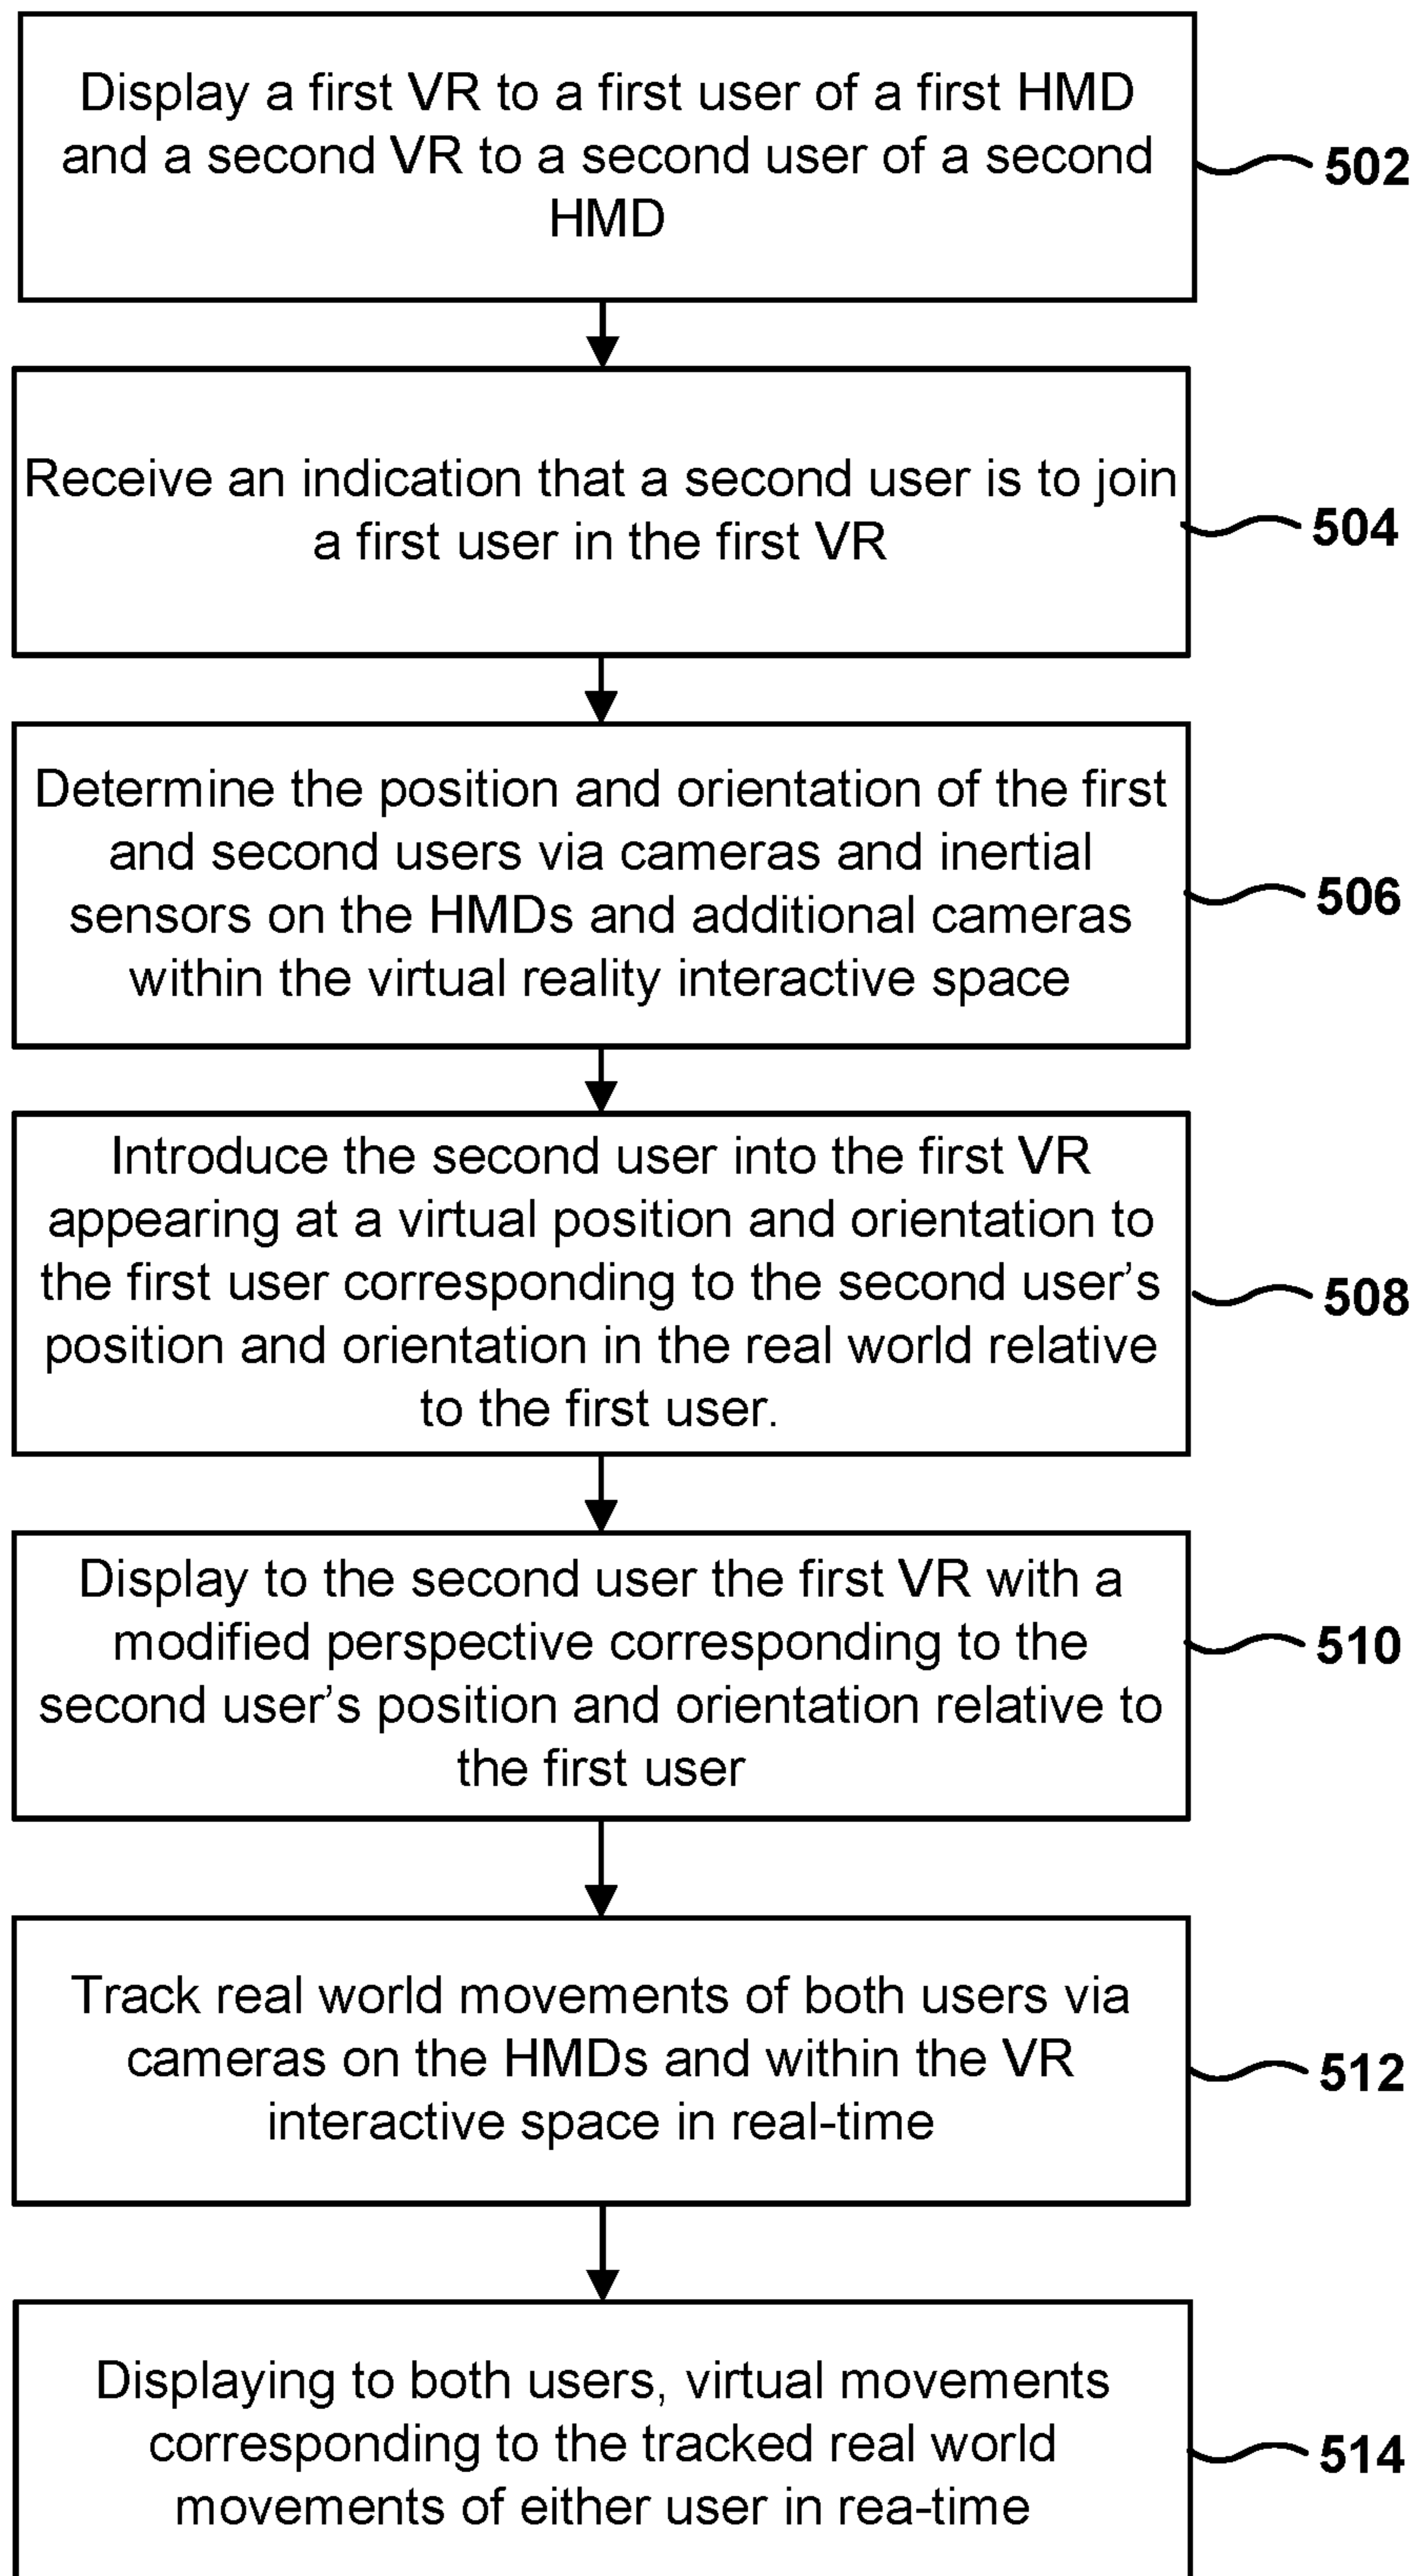 Display a first VR to a first user of a first HMD
and a second VR to a second user of a second
HMD
502
Receive an indication that a second user is to join
a first user in the first VR
504
Determine the position and orientation of the first
and second users via cameras and inertial
sensors on the HMDs and additional cameras
within the virtual reality interactive space
506
Introduce the second user into the first VR
appearing at a virtual position and orientation to
the first user corresponding to the second user’s
position and orientation in the real world relative
to the first user.
508
Display to the second user the first VR with a
modified perspective corresponding to the
second user’s position and orientation relative to
the first user
510
Track real world movements of both users via
cameras on the HMDs and within the VR
interactive space in real-time
512
Displaying to both users, virtual movements
corresponding to the tracked real world
movements of either user in rea-time
514